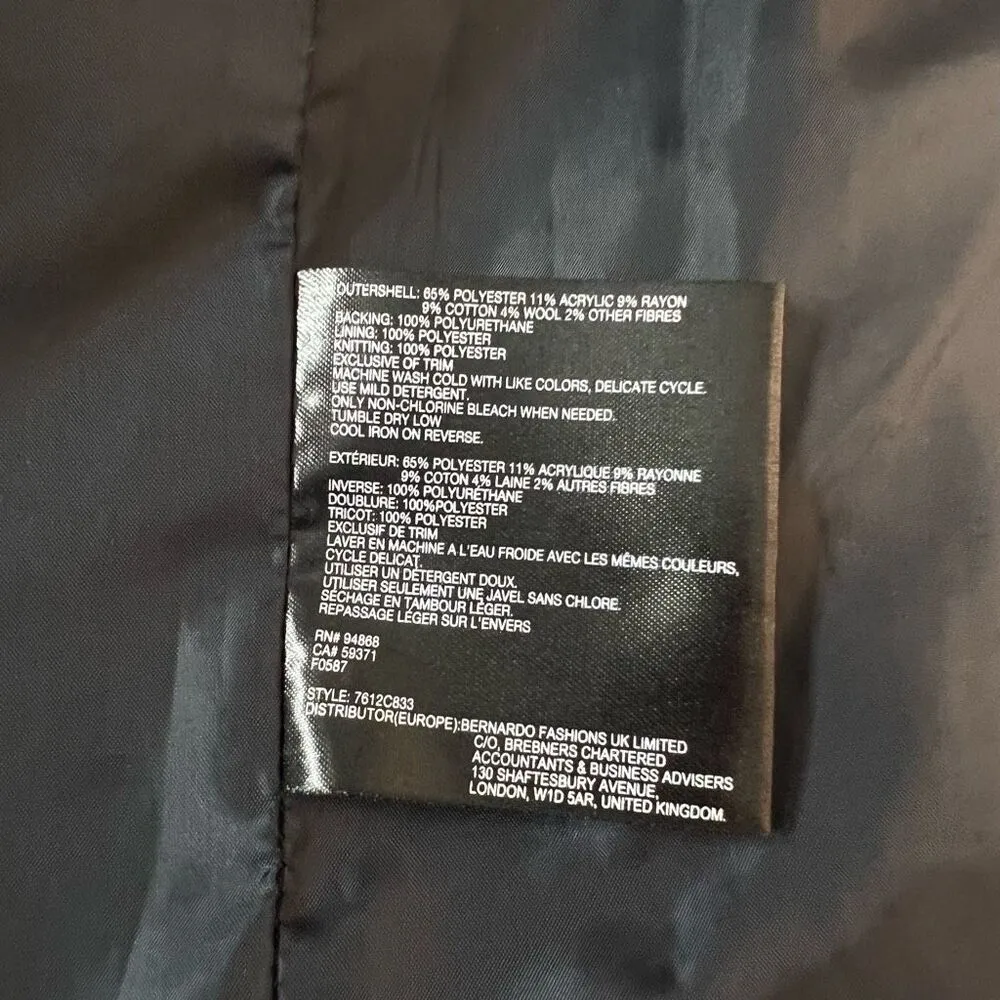 OUTERSHELL: 65% POLYESTER 11% ACRYLIC 9% RAYON
9% COTTON 4% WOOL 2% OTHER FIBRES
BACKING: 100% POLYURETHANE
LINING: 100% POLYESTER
KNITTING: 100% POLYESTER
EXCLUSIVE OF TRIM
MACHINE WASH COLD WITH LIKE COLORS, DELICATE CYCLE.
USE MILD DETERGENT.
ONLY NON-CHLORINE BLEACH WHEN NEEDED.
TUMBLE DRY LOW
COOL IRON ON REVERSE.
EXTÉRIEUR: 65% POLYESTER 11% ACRYLIQUE 9% RAYONNE
9% COTON 4% LAINE 2% AUTRES FIBRES
INVERSE: 100% POLYURÉTHANE
DOUBLURE: 100%POLYESTER
TRICOT: 100% POLYESTER
EXCLUSIF DE TRIM
LAVER EN MACHINE A L'EAU FROIDE AVEC LES MÊMES COULEURS,
CYCLE DELICAT.
UTILISER UN DÉTERGENT DOUX.
UTILISER SEULEMENT UNE JAVEL SANS CHLORE.
SÉCHAGE EN TAMBOUR LÉGER.
REPASSAGE LÉGER SUR L'ENVERS
RN# 94868
CA# 59371
F0587
STYLE: 7612C833
DISTRIBUTOR(EUROPE):BERNARDO FASHIONS UK LIMITED
C/O, BREBNERS CHARTERED
ACCOUNTANTS & BUSINESS ADVISERS
130 SHAFTESBURY AVENUE,
LONDON, W1D 5AR, UNITED KINGDOM.